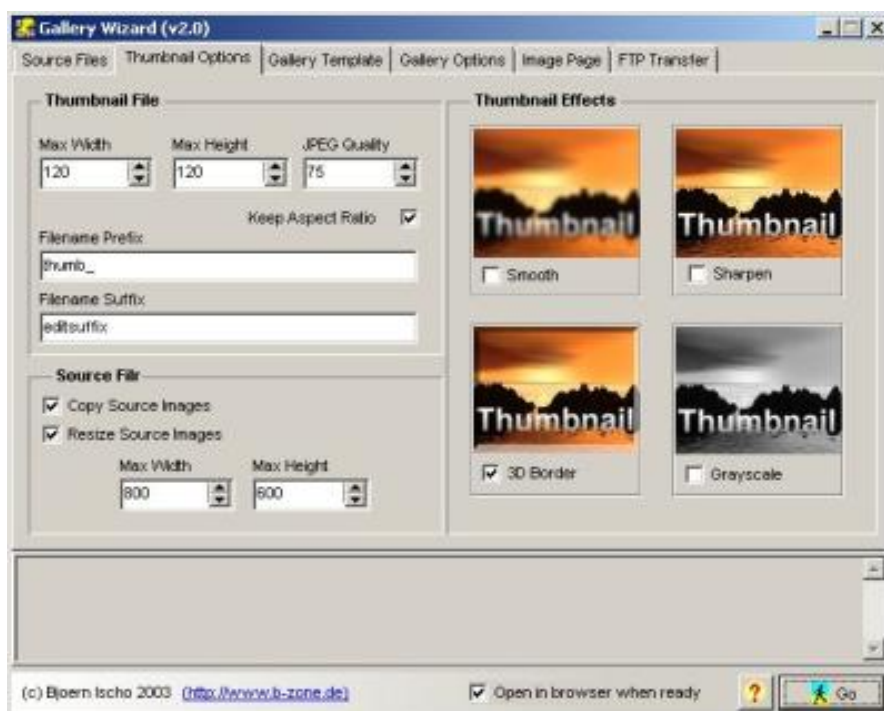 Gallery Wizard (v2.0)
Source Files Thumbnail Options Gallery Template Gallery Options Image Page FTP Transfer
Thumbnail File
Max Width Max Height JPEG Quality
120 120 75
Keep Aspect Ratio
Filename Prefix
thumb_
Filename Suffix
editsuffix
Source Filr
Copy Source Images
Resize Source Images
Max Width Max Height
800 600
Thumbnail Effects
Thumbnail Thumbnail
Smooth Sharpen
Thumbnail Thumbnail
3D Border Grayscale
(c) Bjoern Ischo 2003 (http://www.b-zone.de) Open in browser when ready ? Go